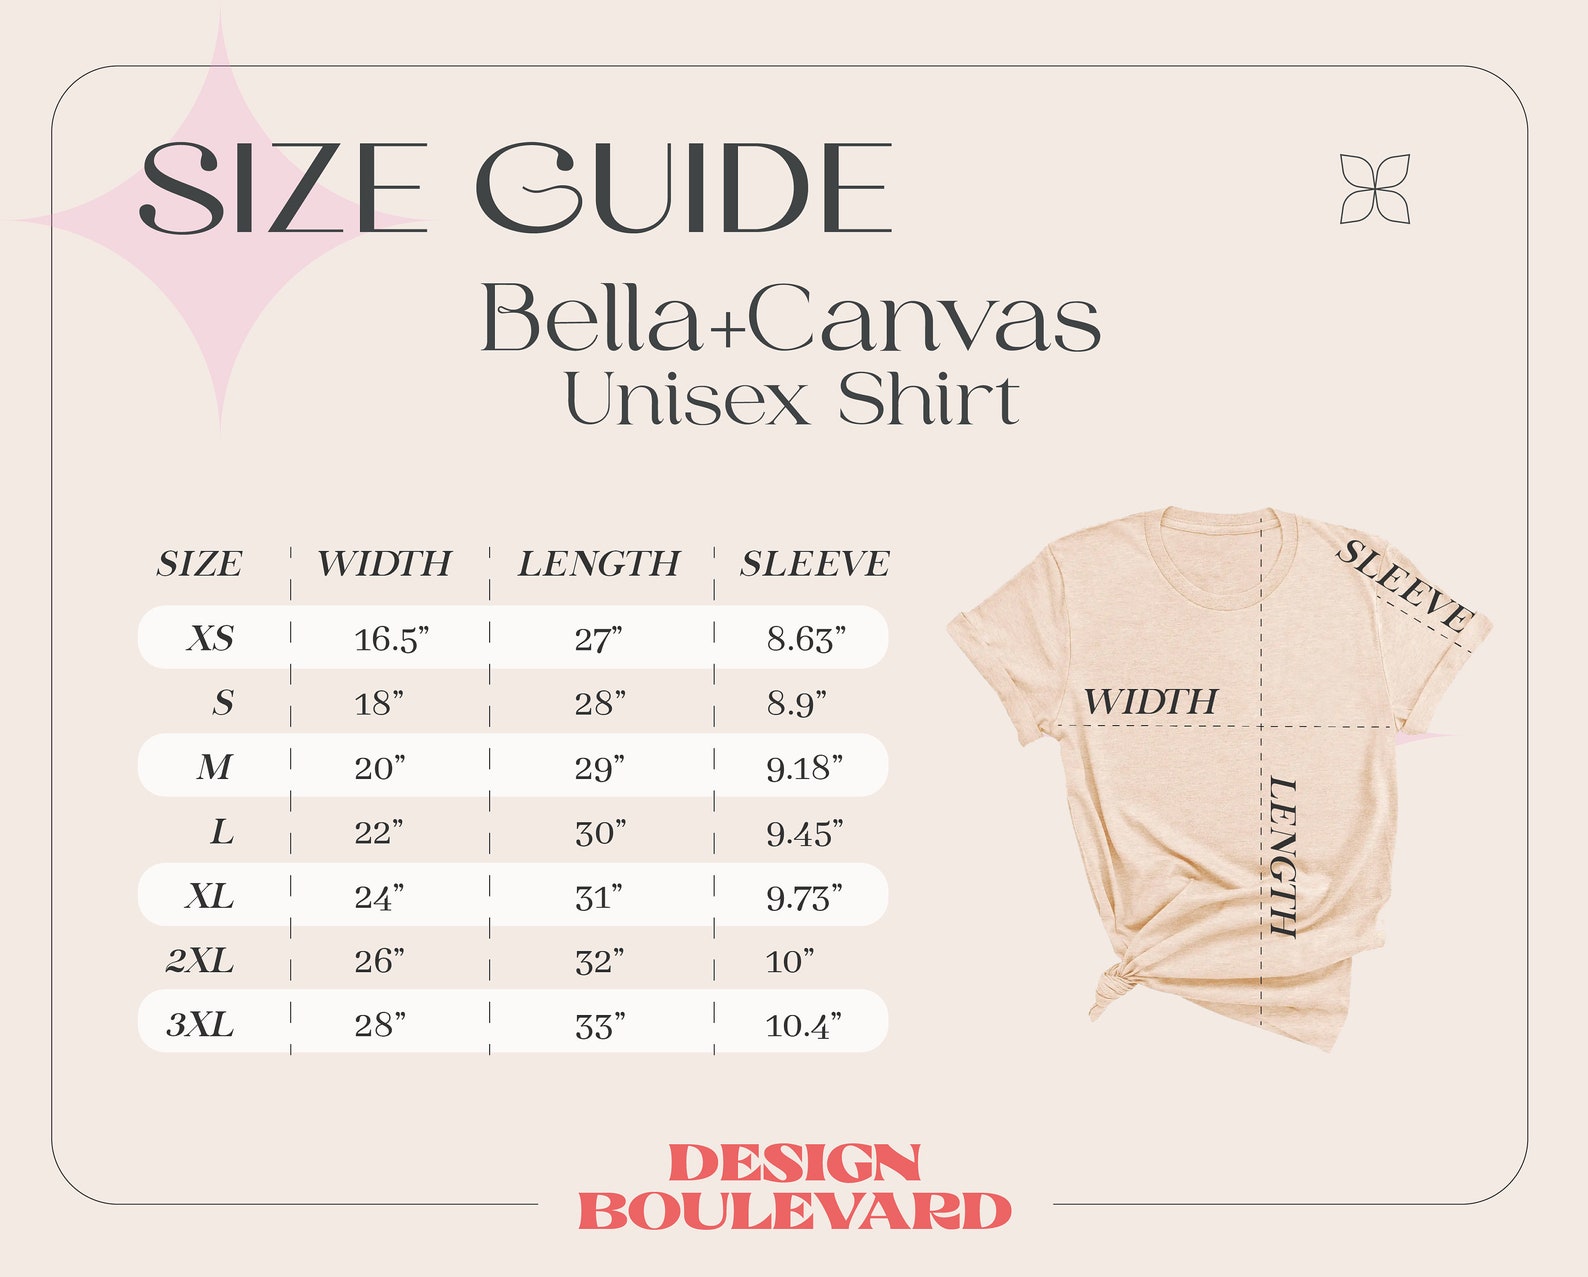 SIZE GUIDE
Bella+Canvas
Unisex Shirt
SIZE WIDTH LENGTH SLEEVE
XS 16.5” 27” 8.63”
S 18” 28” 8.9”
M 20” 29” 9.18”
L 22” 30” 9.45”
XL 24” 31” 9.73”
2XL 26” 32” 10”
3XL 28” 33” 10.4”
SLEEVE
WIDTH
LENGTH
DESIGN
BOULEVARD